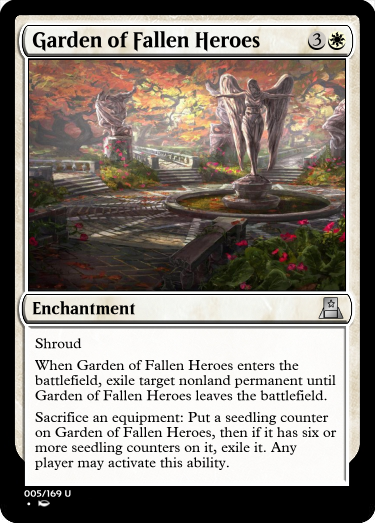 Garden of Fallen Heroes 3
Enchantment
Shroud
When Garden of Fallen Heroes enters the
battlefield, exile target nonland permanent until
Garden of Fallen Heroes leaves the battlefield.
Sacrifice an equipment: Put a seedling counter
on Garden of Fallen Heroes, then if it has six or
more seedling counters on it, exile it. Any
player may activate this ability.
005/169 U